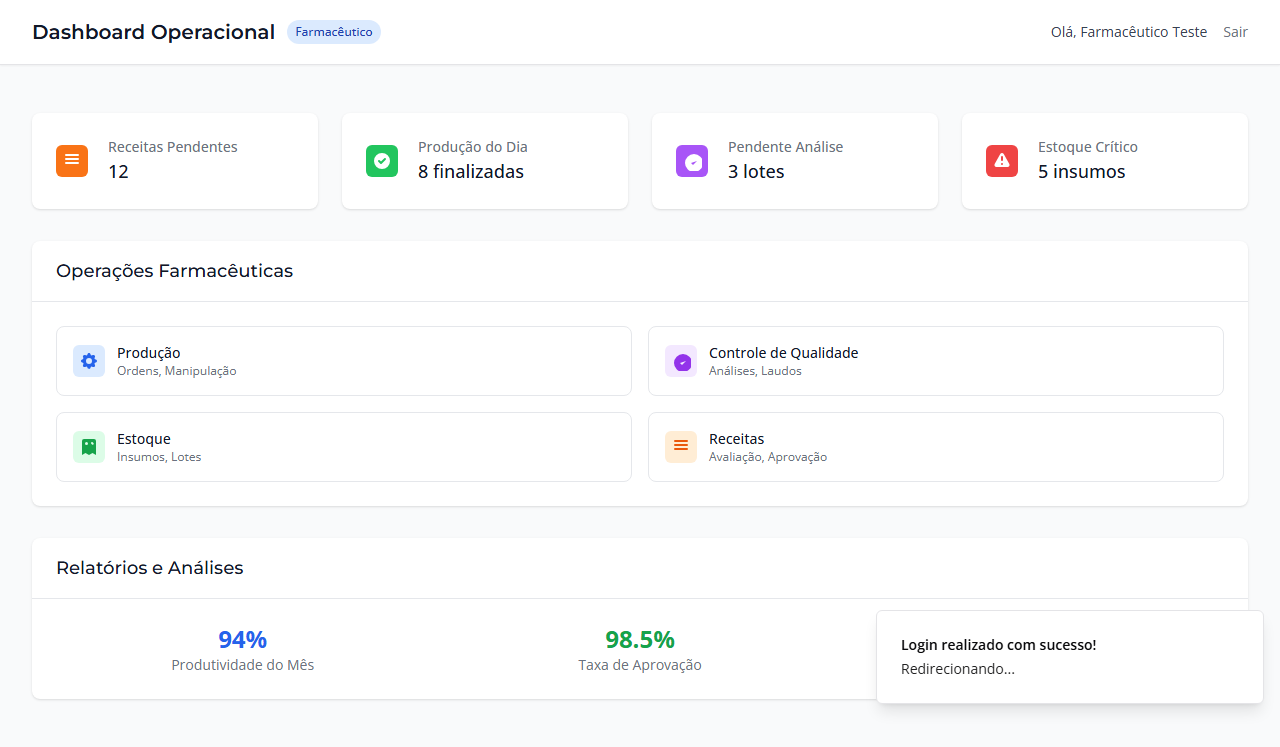 Dashboard Operacional
Farmacêutico
Olá, Farmacêutico Teste
Sair
Receitas Pendentes
12
Produção do Dia
8 finalizadas
Pendente Análise
3 lotes
Estoque Crítico
5 insumos
Operações Farmacêuticas
Produção
Ordens, Manipulação
Controle de Qualidade
Análises, Laudos
Estoque
Insumos, Lotes
Receitas
Avaliação, Aprovação
Relatórios e Análises
94%
Produtividade do Mês
98.5%
Taxa de Aprovação
Login realizado com sucesso!
Redirecionando...